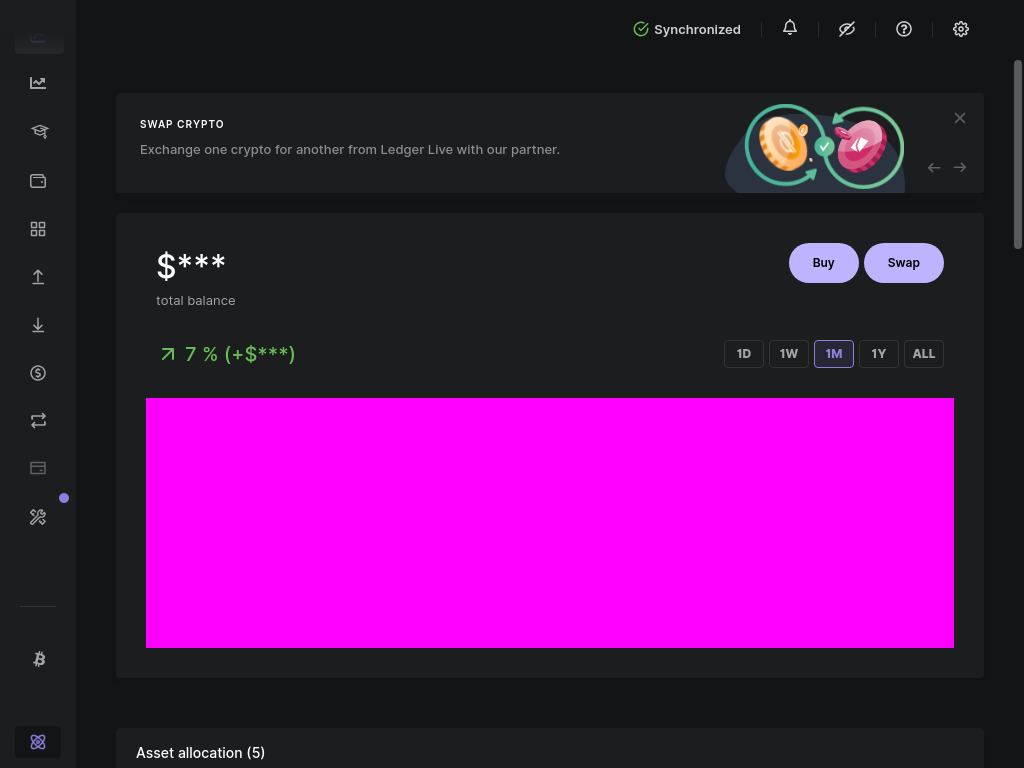 Synchronized
SWAP CRYPTO
Exchange one crypto for another from Ledger Live with our partner.
$***
Buy
Swap
total balance
7 % (+$***)
1D
1W
1M
1Y
ALL
Asset allocation (5)